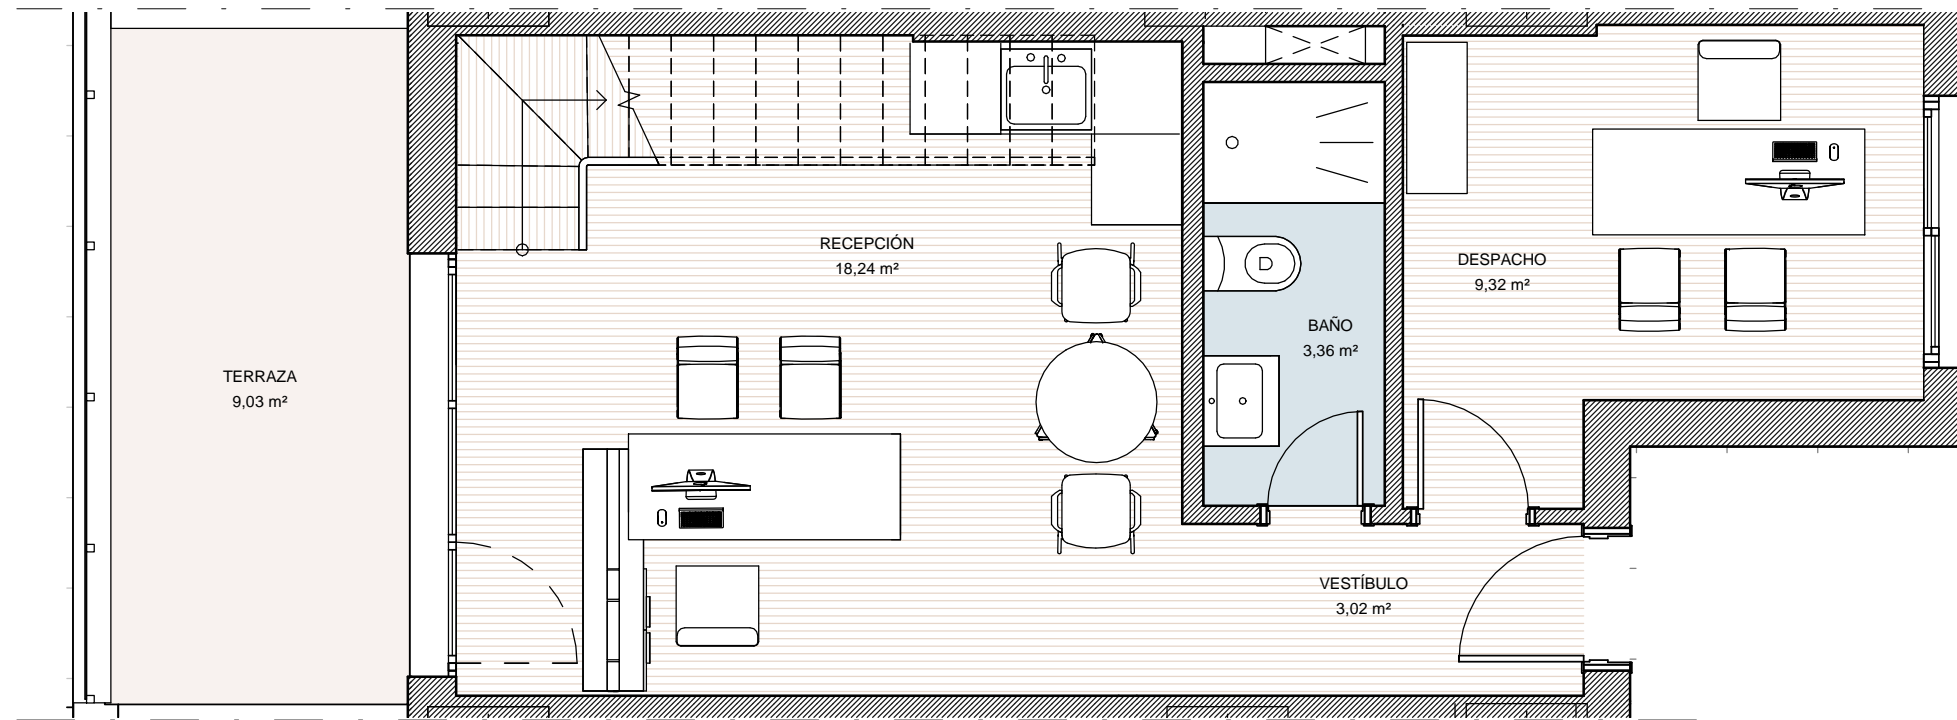 RECEPCIÓN
18,24 m²
DESPACHO
9,32 m²
BAÑO
3,36 m²
TERRAZA
9,03 m²
VESTÍBULO
3,02 m²